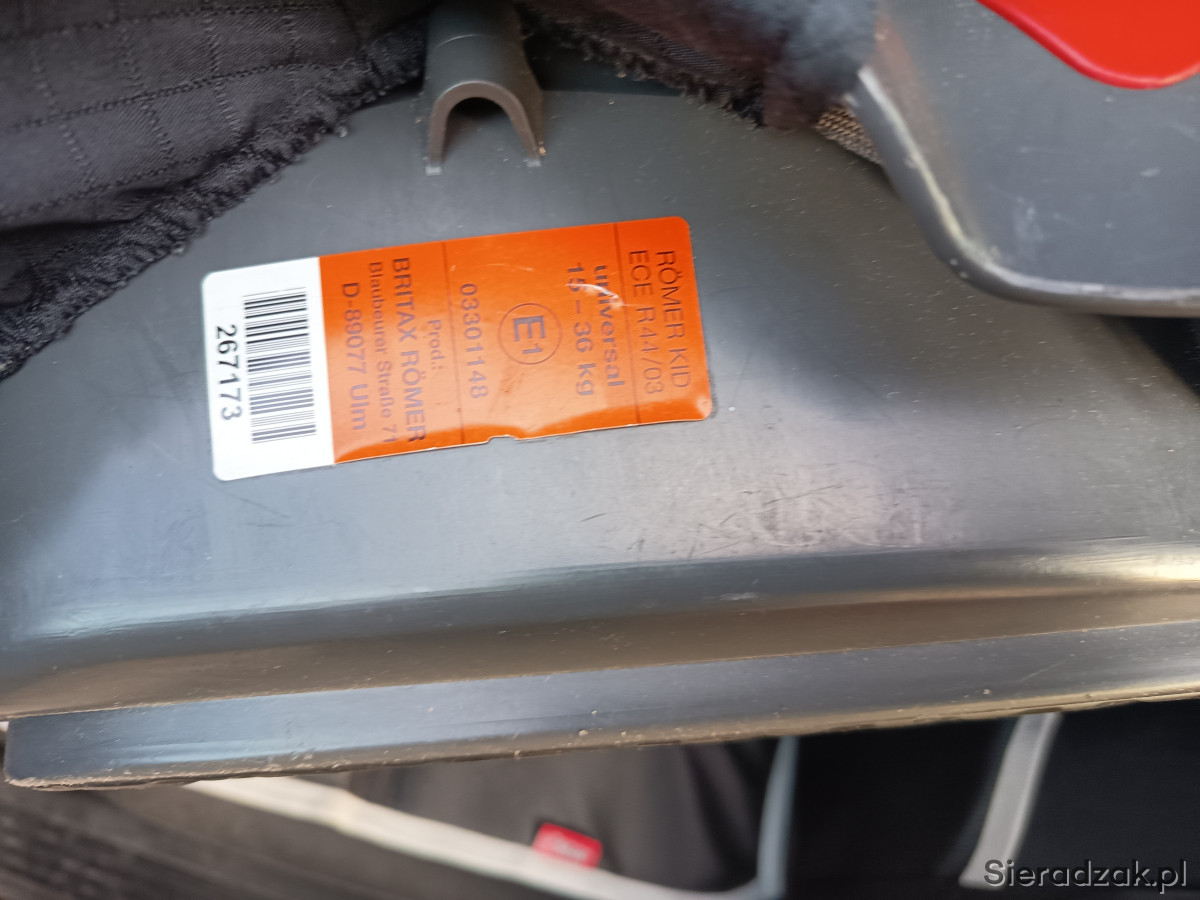 RÖMER KID
ECE R44/03
universal
15 – 36 kg
E1
03301148
Prod.:
BRITAX RÖMER
Blaubeurer Straße 71
D-89077 Ulm
267173
Sieradzak.pl